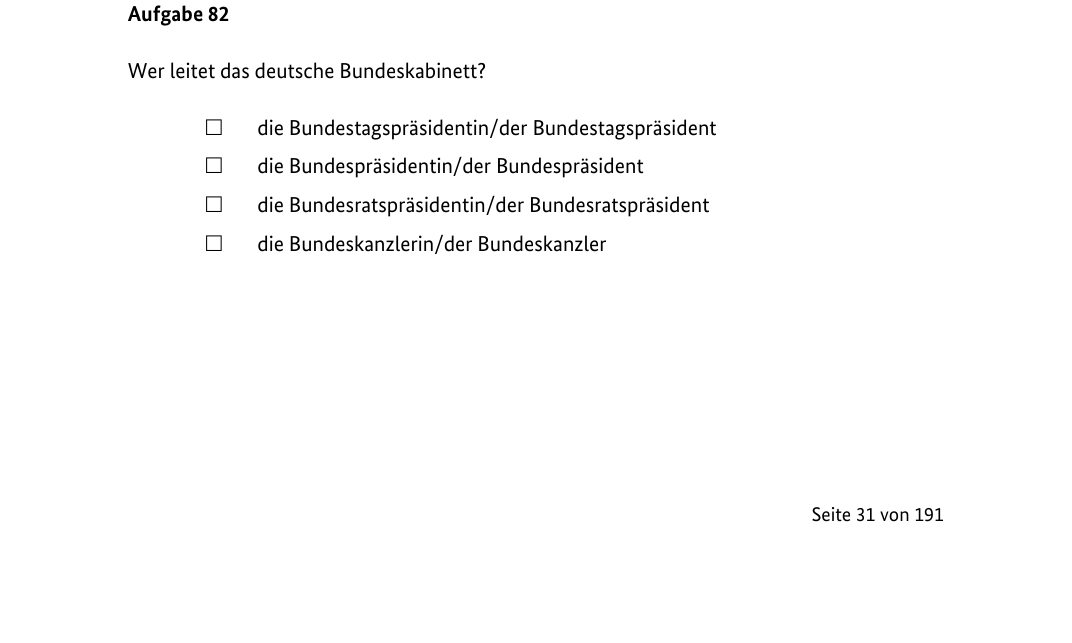 Aufgabe 82
Wer leitet das deutsche Bundeskabinett?
☐ die Bundestagspräsidentin/der Bundestagspräsident
☐ die Bundespräsidentin/der Bundespräsident
☐ die Bundesratspräsidentin/der Bundesratspräsident
☐ die Bundeskanzlerin/der Bundeskanzler
Seite 31 von 191